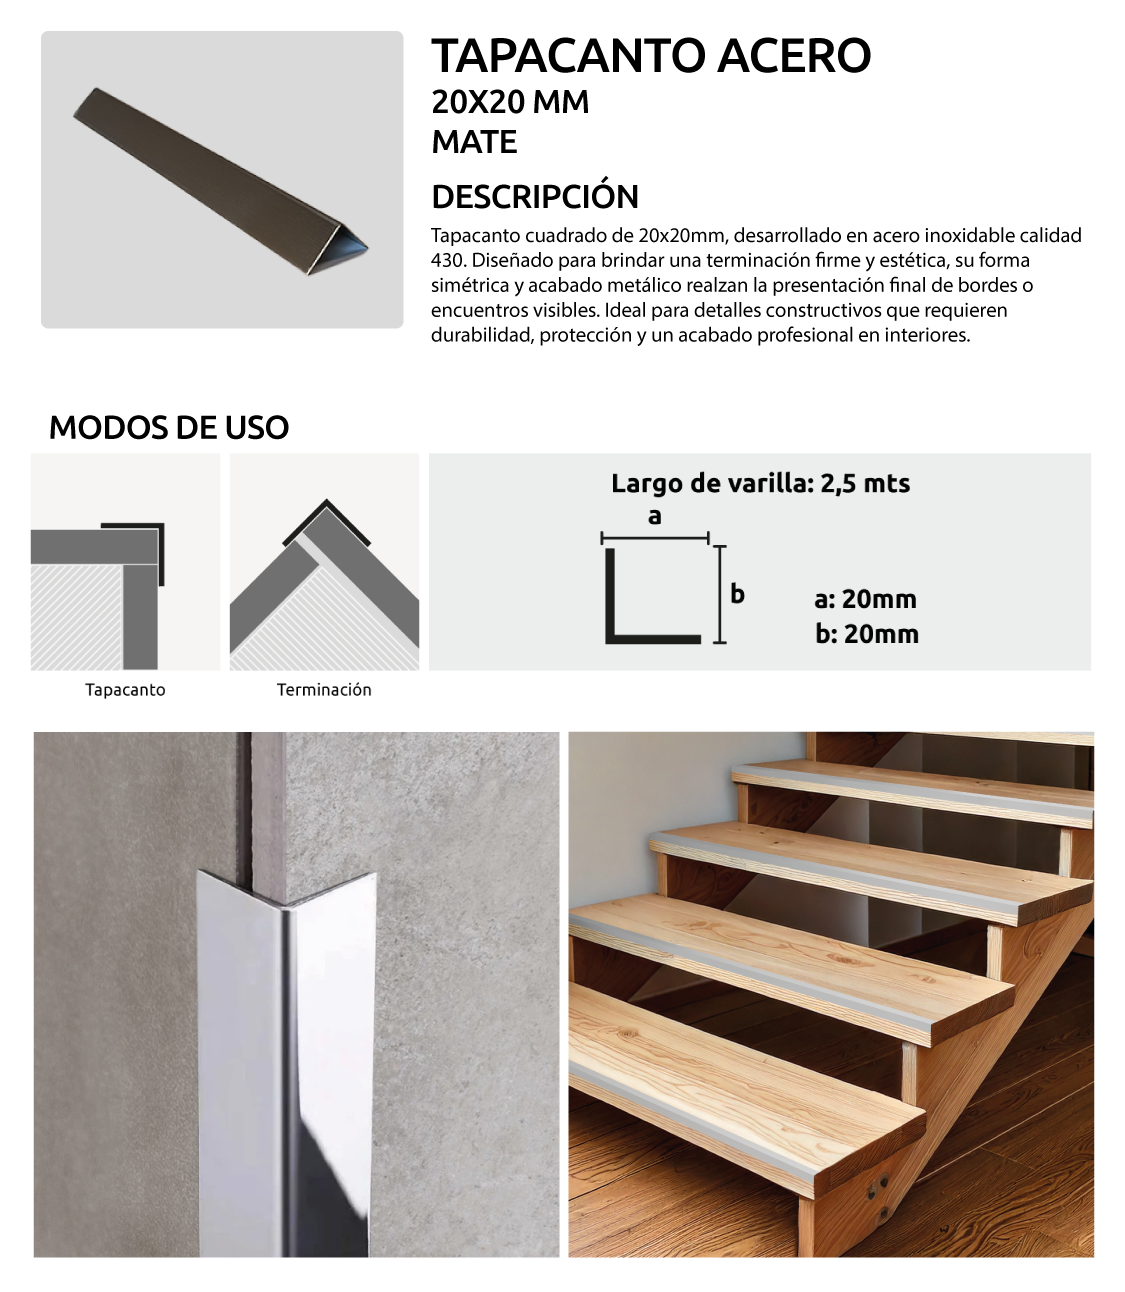 TAPACANTO ACERO
20X20 MM
MATE
DESCRIPCIÓN
Tapacanto cuadrado de 20x20mm, desarrollado en acero inoxidable calidad
430. Diseñado para brindar una terminación firme y estética, su forma
simétrica y acabado metálico realzan la presentación final de bordes o
encuentros visibles. Ideal para detalles constructivos que requieren
durabilidad, protección y un acabado profesional en interiores.
MODOS DE USO
Tapacanto
Terminación
Largo de varilla: 2,5 mts
a
b
a: 20mm
b: 20mm